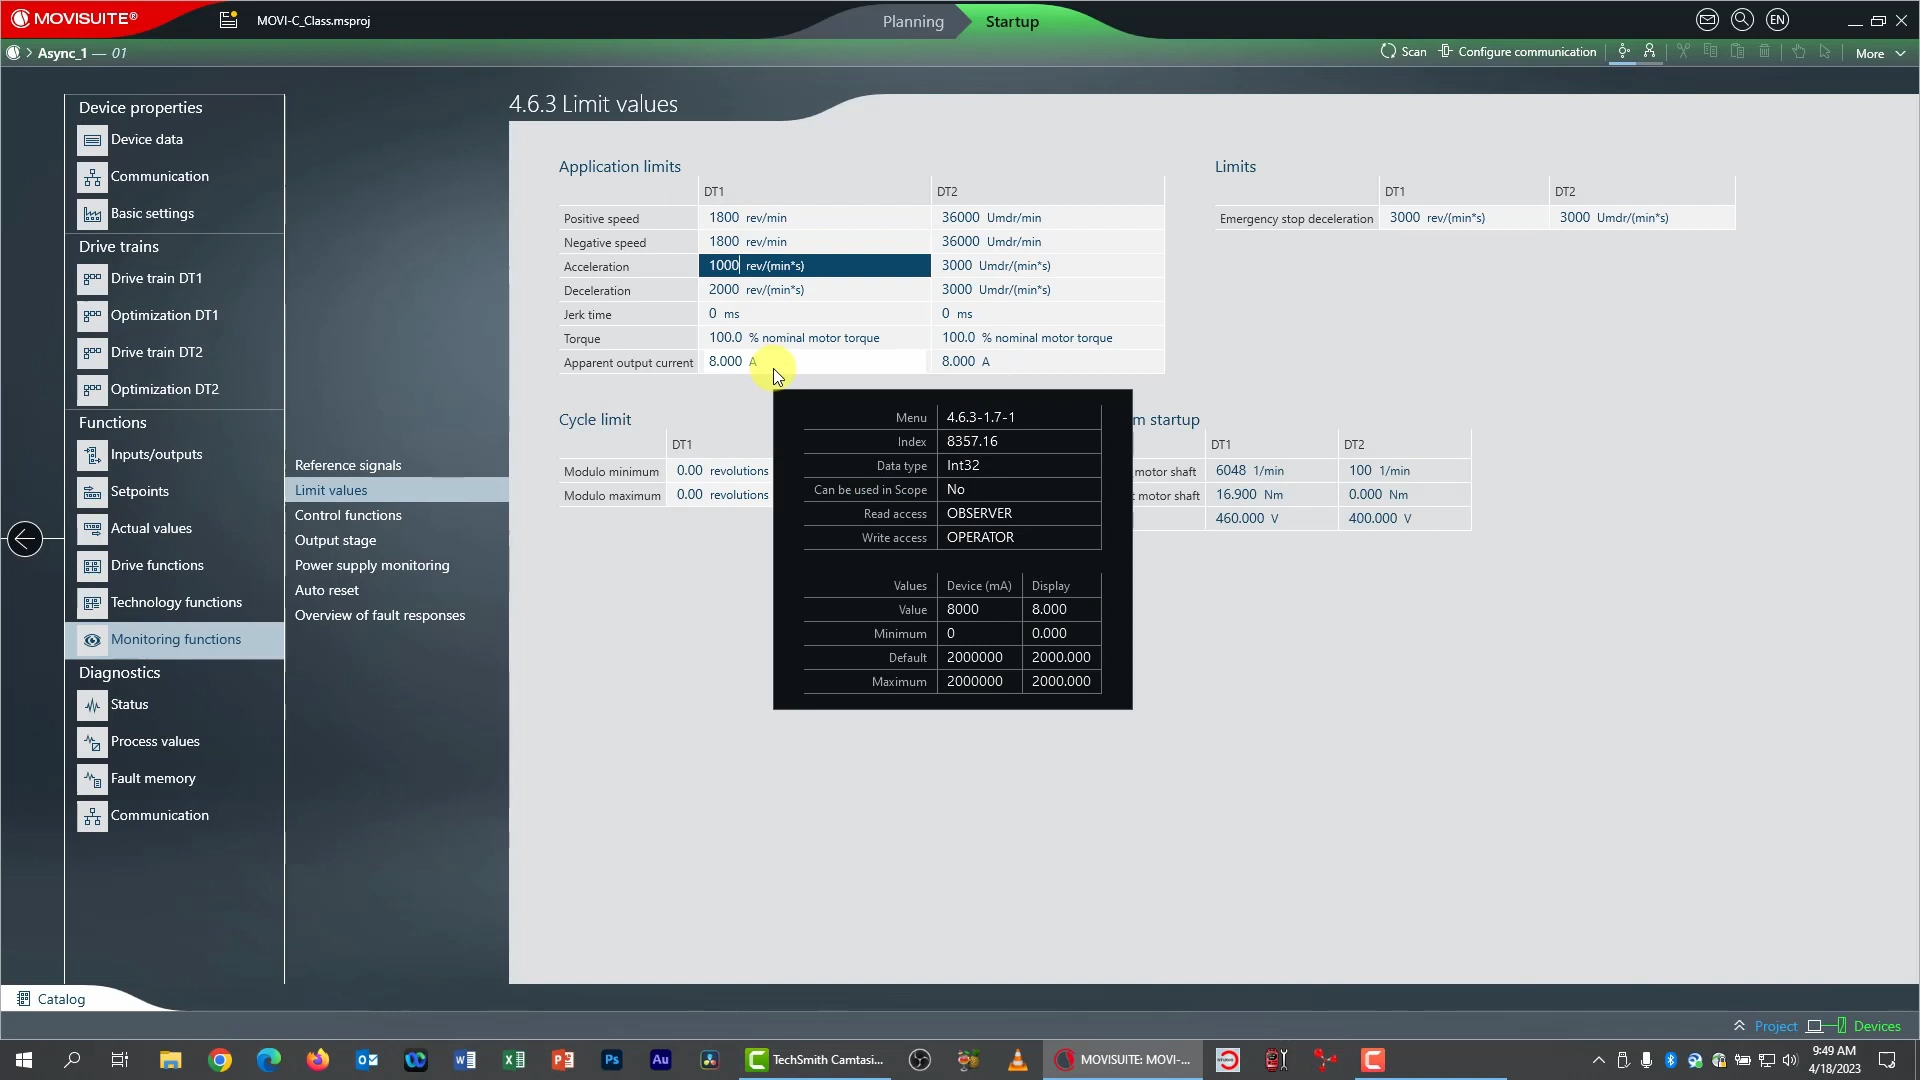 MOVISUITE®
MOVI-C_Class.msproj
Planning
Startup
EN
Async_1 — 01
Scan
Configure communication
More
Device properties
Device data
Communication
Basic settings
Drive trains
Drive train DT1
Optimization DT1
Drive train DT2
Optimization DT2
Functions
Inputs/outputs
Setpoints
Actual values
Drive functions
Technology functions
Monitoring functions
Diagnostics
Status
Process values
Fault memory
Communication
Reference signals
Limit values
Control functions
Output stage
Power supply monitoring
Auto reset
Overview of fault responses
4.6.3 Limit values
Application limits
DT1 DT2
Positive speed 1800 rev/min 36000 Umdr/min
Negative speed 1800 rev/min 36000 Umdr/min
Acceleration 1000 rev/(min*s) 3000 Umdr/(min*s)
Deceleration 2000 rev/(min*s) 3000 Umdr/(min*s)
Jerk time 0 ms 0 ms
Torque 100.0 % nominal motor torque 100.0 % nominal motor torque
Apparent output current 8.000 A 8.000 A
Limits
DT1 DT2
Emergency stop deceleration 3000 rev/(min*s) 3000 Umdr/(min*s)
Cycle limit
DT1
Modulo minimum 0.00 revolutions
Modulo maximum 0.00 revolutions
m startup
DT1 DT2
motor shaft 6048 1/min 100 1/min
t motor shaft 16.900 Nm 0.000 Nm
460.000 V 400.000 V
Menu 4.6.3-1.7-1
Index 8357.16
Data type Int32
Can be used in Scope No
Read access OBSERVER
Write access OPERATOR
Values Device (mA) Display
Value 8000 8.000
Minimum 0 0.000
Default 2000000 2000.000
Maximum 2000000 2000.000
Catalog
Project
Devices
TechSmith Camtasi...
MOVISUITE: MOVI-...
9:49 AM
4/18/2023